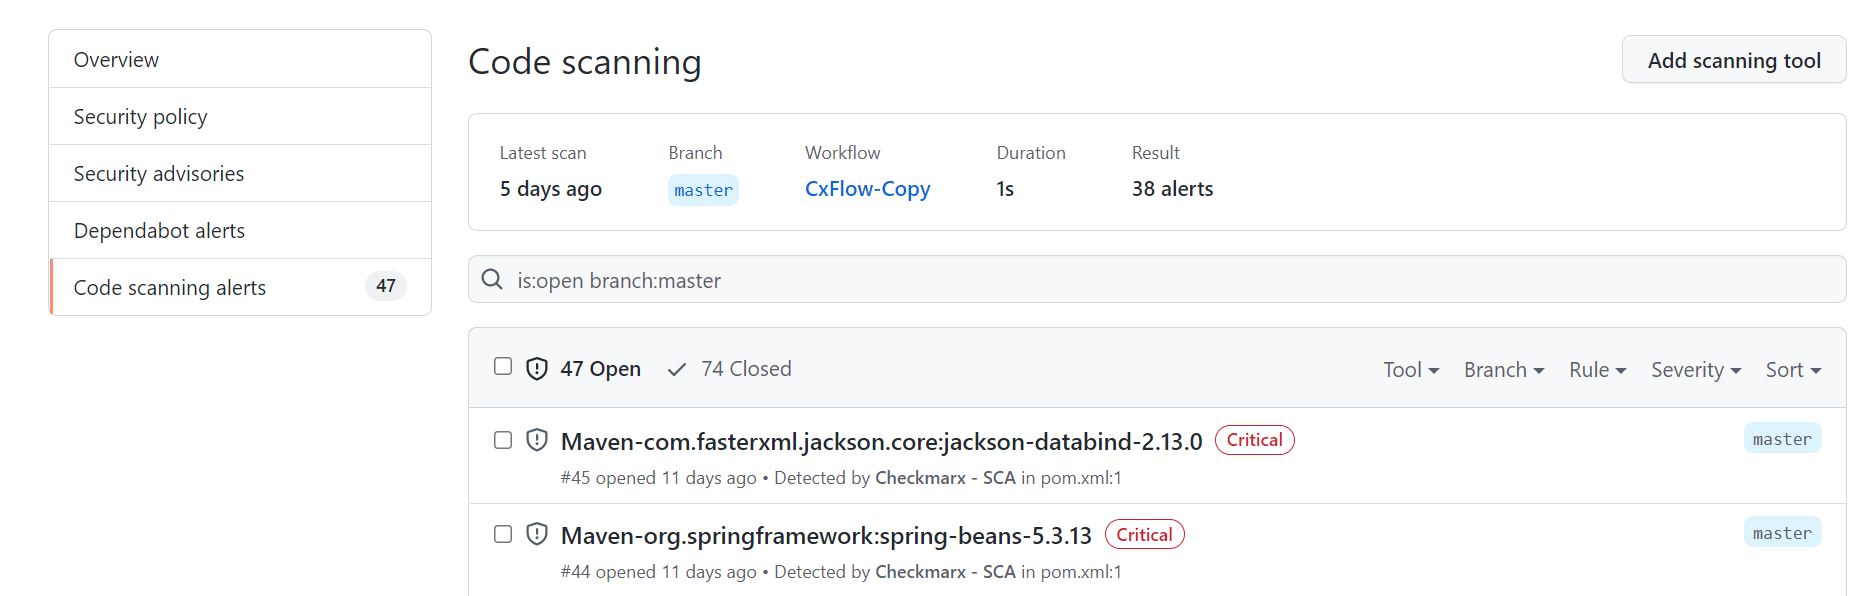 Overview
Security policy
Security advisories
Dependabot alerts
Code scanning alerts 47
Code scanning
Add scanning tool
Latest scan Branch Workflow Duration Result
5 days ago master CxFlow-Copy 1s 38 alerts
is:open branch:master
47 Open 74 Closed Tool Branch Rule Severity Sort
Maven-com.fasterxml.jackson.core:jackson-databind-2.13.0 Critical master
#45 opened 11 days ago • Detected by Checkmarx - SCA in pom.xml:1
Maven-org.springframework:spring-beans-5.3.13 Critical master
#44 opened 11 days ago • Detected by Checkmarx - SCA in pom.xml:1